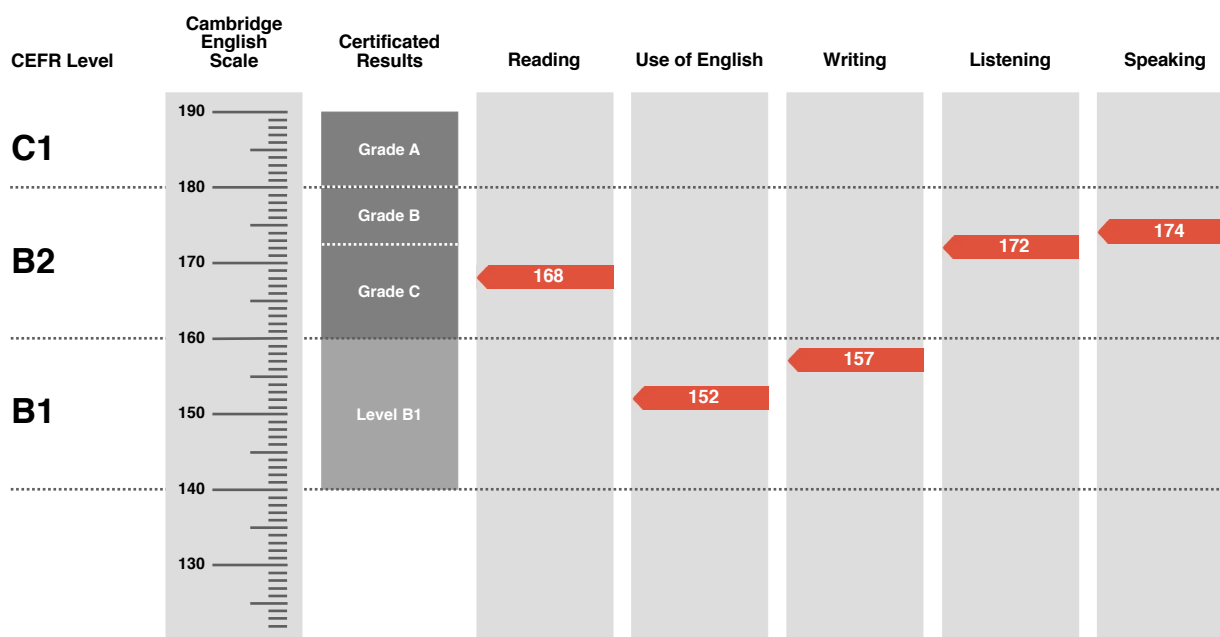 CEFR Level
Cambridge
English
Scale
Certificated
Results
Reading
Use of English
Writing
Listening
Speaking
190
C1
Grade A
180
Grade B
174
172
B2
170
168
Grade C
160
157
152
B1
150
Level B1
140
130